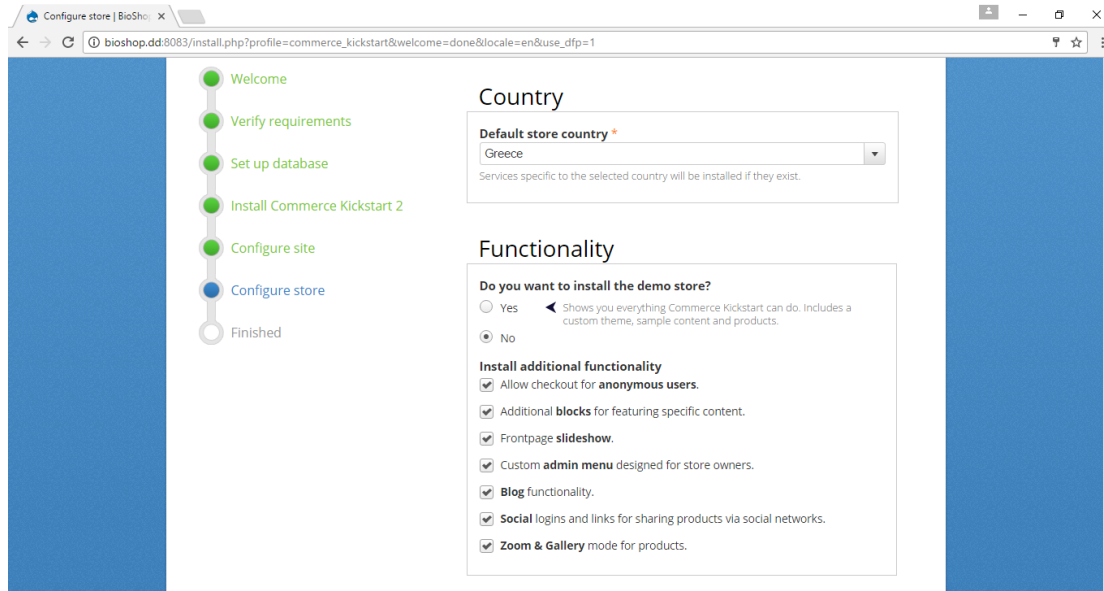 Configure store | BioSho
bioshop.dd:8083/install.php?profile=commerce_kickstart&welcome=done&locale=en&use_dfp=1
Welcome
Verify requirements
Set up database
Install Commerce Kickstart 2
Configure site
Configure store
Finished
Country
Default store country *
Greece
Services specific to the selected country will be installed if they exist.
Functionality
Do you want to install the demo store?
Yes
Shows you everything Commerce Kickstart can do. Includes a
custom theme, sample content and products.
No
Install additional functionality
Allow checkout for anonymous users.
Additional blocks for featuring specific content.
Frontpage slideshow.
Custom admin menu designed for store owners.
Blog functionality.
Social logins and links for sharing products via social networks.
Zoom & Gallery mode for products.